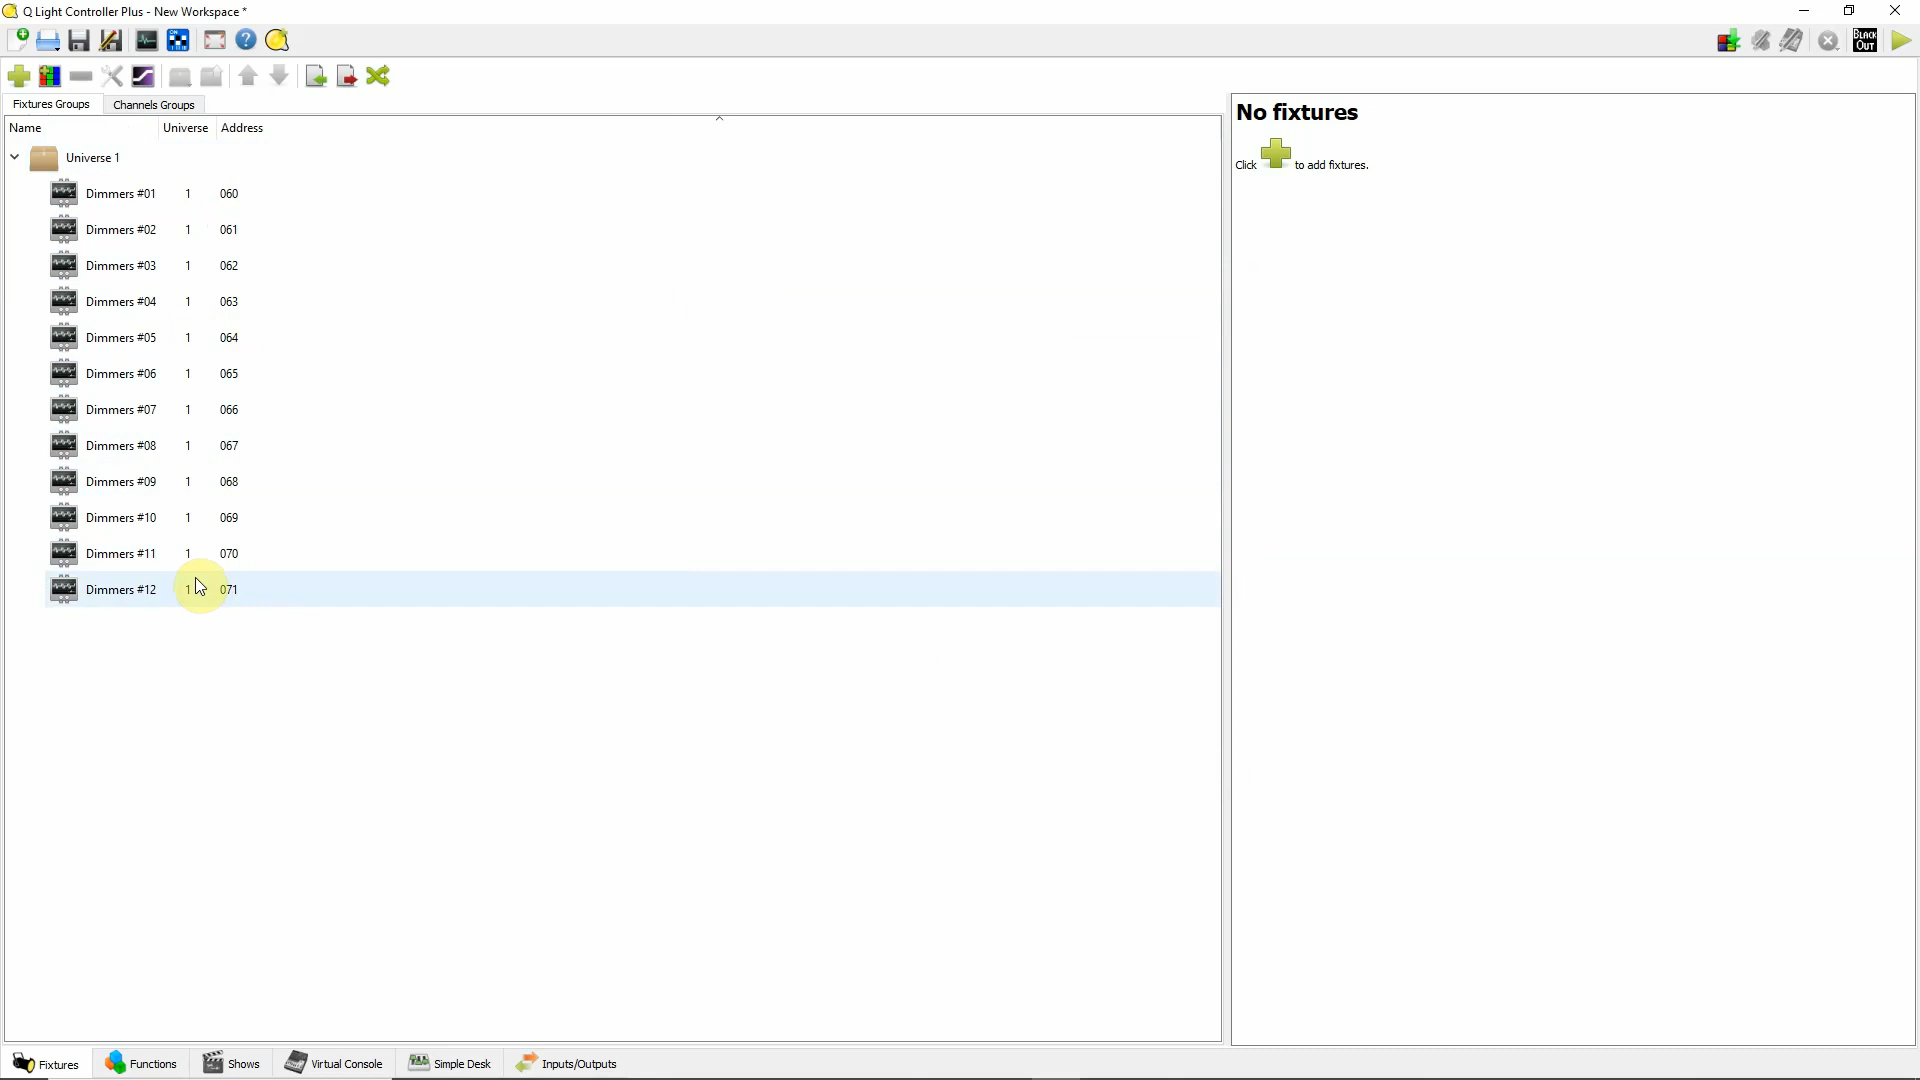 Q Light Controller Plus - New Workspace *
BLACK
OUT
Fixtures Groups
Channels Groups
Name
Universe
Address
Universe 1
Dimmers #01 1 060
Dimmers #02 1 061
Dimmers #03 1 062
Dimmers #04 1 063
Dimmers #05 1 064
Dimmers #06 1 065
Dimmers #07 1 066
Dimmers #08 1 067
Dimmers #09 1 068
Dimmers #10 1 069
Dimmers #11 1 070
Dimmers #12 1 071
No fixtures
Click to add fixtures.
Fixtures
Functions
Shows
Virtual Console
Simple Desk
Inputs/Outputs